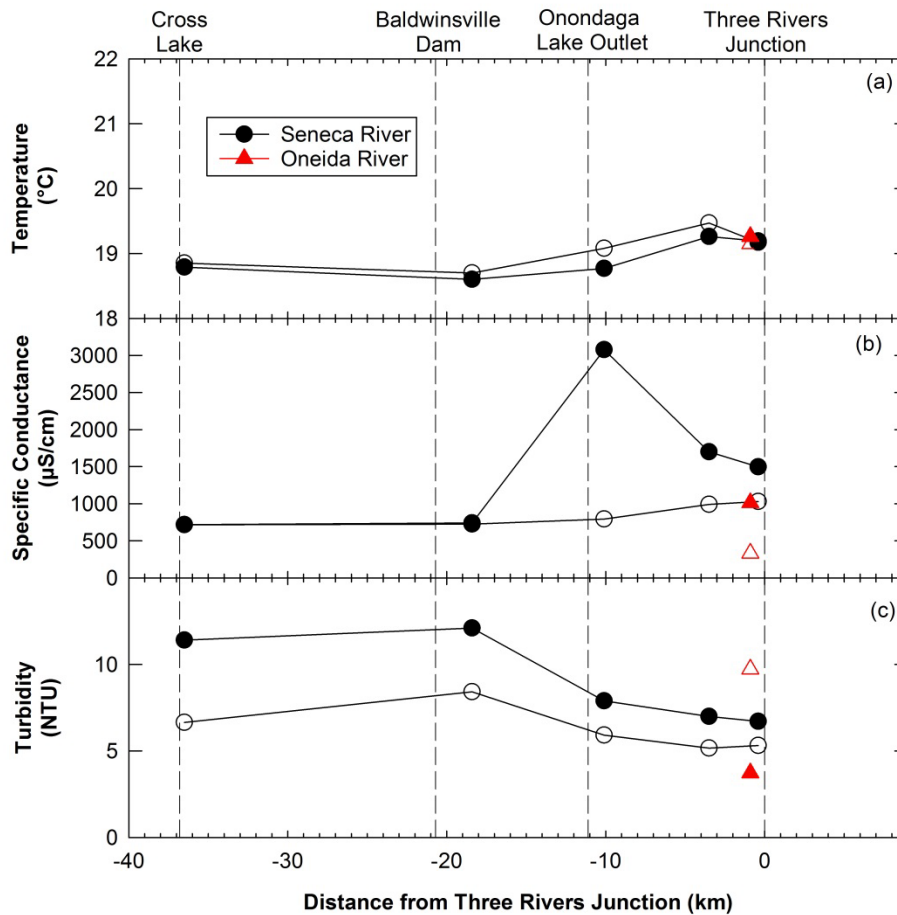 Cross
Lake
Baldwinsville
Dam
Onondaga
Lake Outlet
Three Rivers
Junction
22
21
20
19
18
Temperature
(°C)
(a)
Seneca River
Oneida River
3000
2500
2000
1500
1000
500
0
Specific Conductance
(µS/cm)
(b)
10
5
0
Turbidity
(NTU)
(c)
-40
-30
-20
-10
0
Distance from Three Rivers Junction (km)